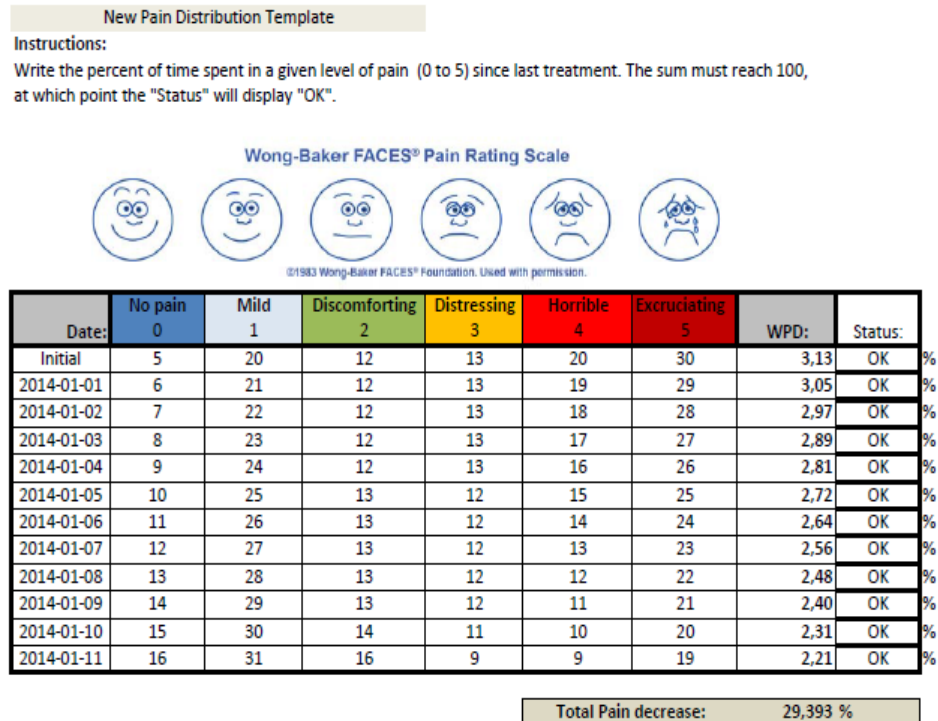 New Pain Distribution Template
Instructions:
Write the percent of time spent in a given level of pain (0 to 5) since last treatment. The sum must reach 100,
at which point the "Status" will display "OK".
Wong-Baker FACES® Pain Rating Scale
©1983 Wong-Baker FACES® Foundation. Used with permission.
No pain Mild Discomforting Distressing Horrible Excruciating
Date: 0 1 2 3 4 5 WPD: Status:
Initial 5 20 12 13 20 30 3,13 OK %
2014-01-01 6 21 12 13 19 29 3,05 OK %
2014-01-02 7 22 12 13 18 28 2,97 OK %
2014-01-03 8 23 12 13 17 27 2,89 OK %
2014-01-04 9 24 12 13 16 26 2,81 OK %
2014-01-05 10 25 13 12 15 25 2,72 OK %
2014-01-06 11 26 13 12 14 24 2,64 OK %
2014-01-07 12 27 13 12 13 23 2,56 OK %
2014-01-08 13 28 13 12 12 22 2,48 OK %
2014-01-09 14 29 13 12 11 21 2,40 OK %
2014-01-10 15 30 14 11 10 20 2,31 OK %
2014-01-11 16 31 16 9 9 19 2,21 OK %
Total Pain decrease: 29,393 %